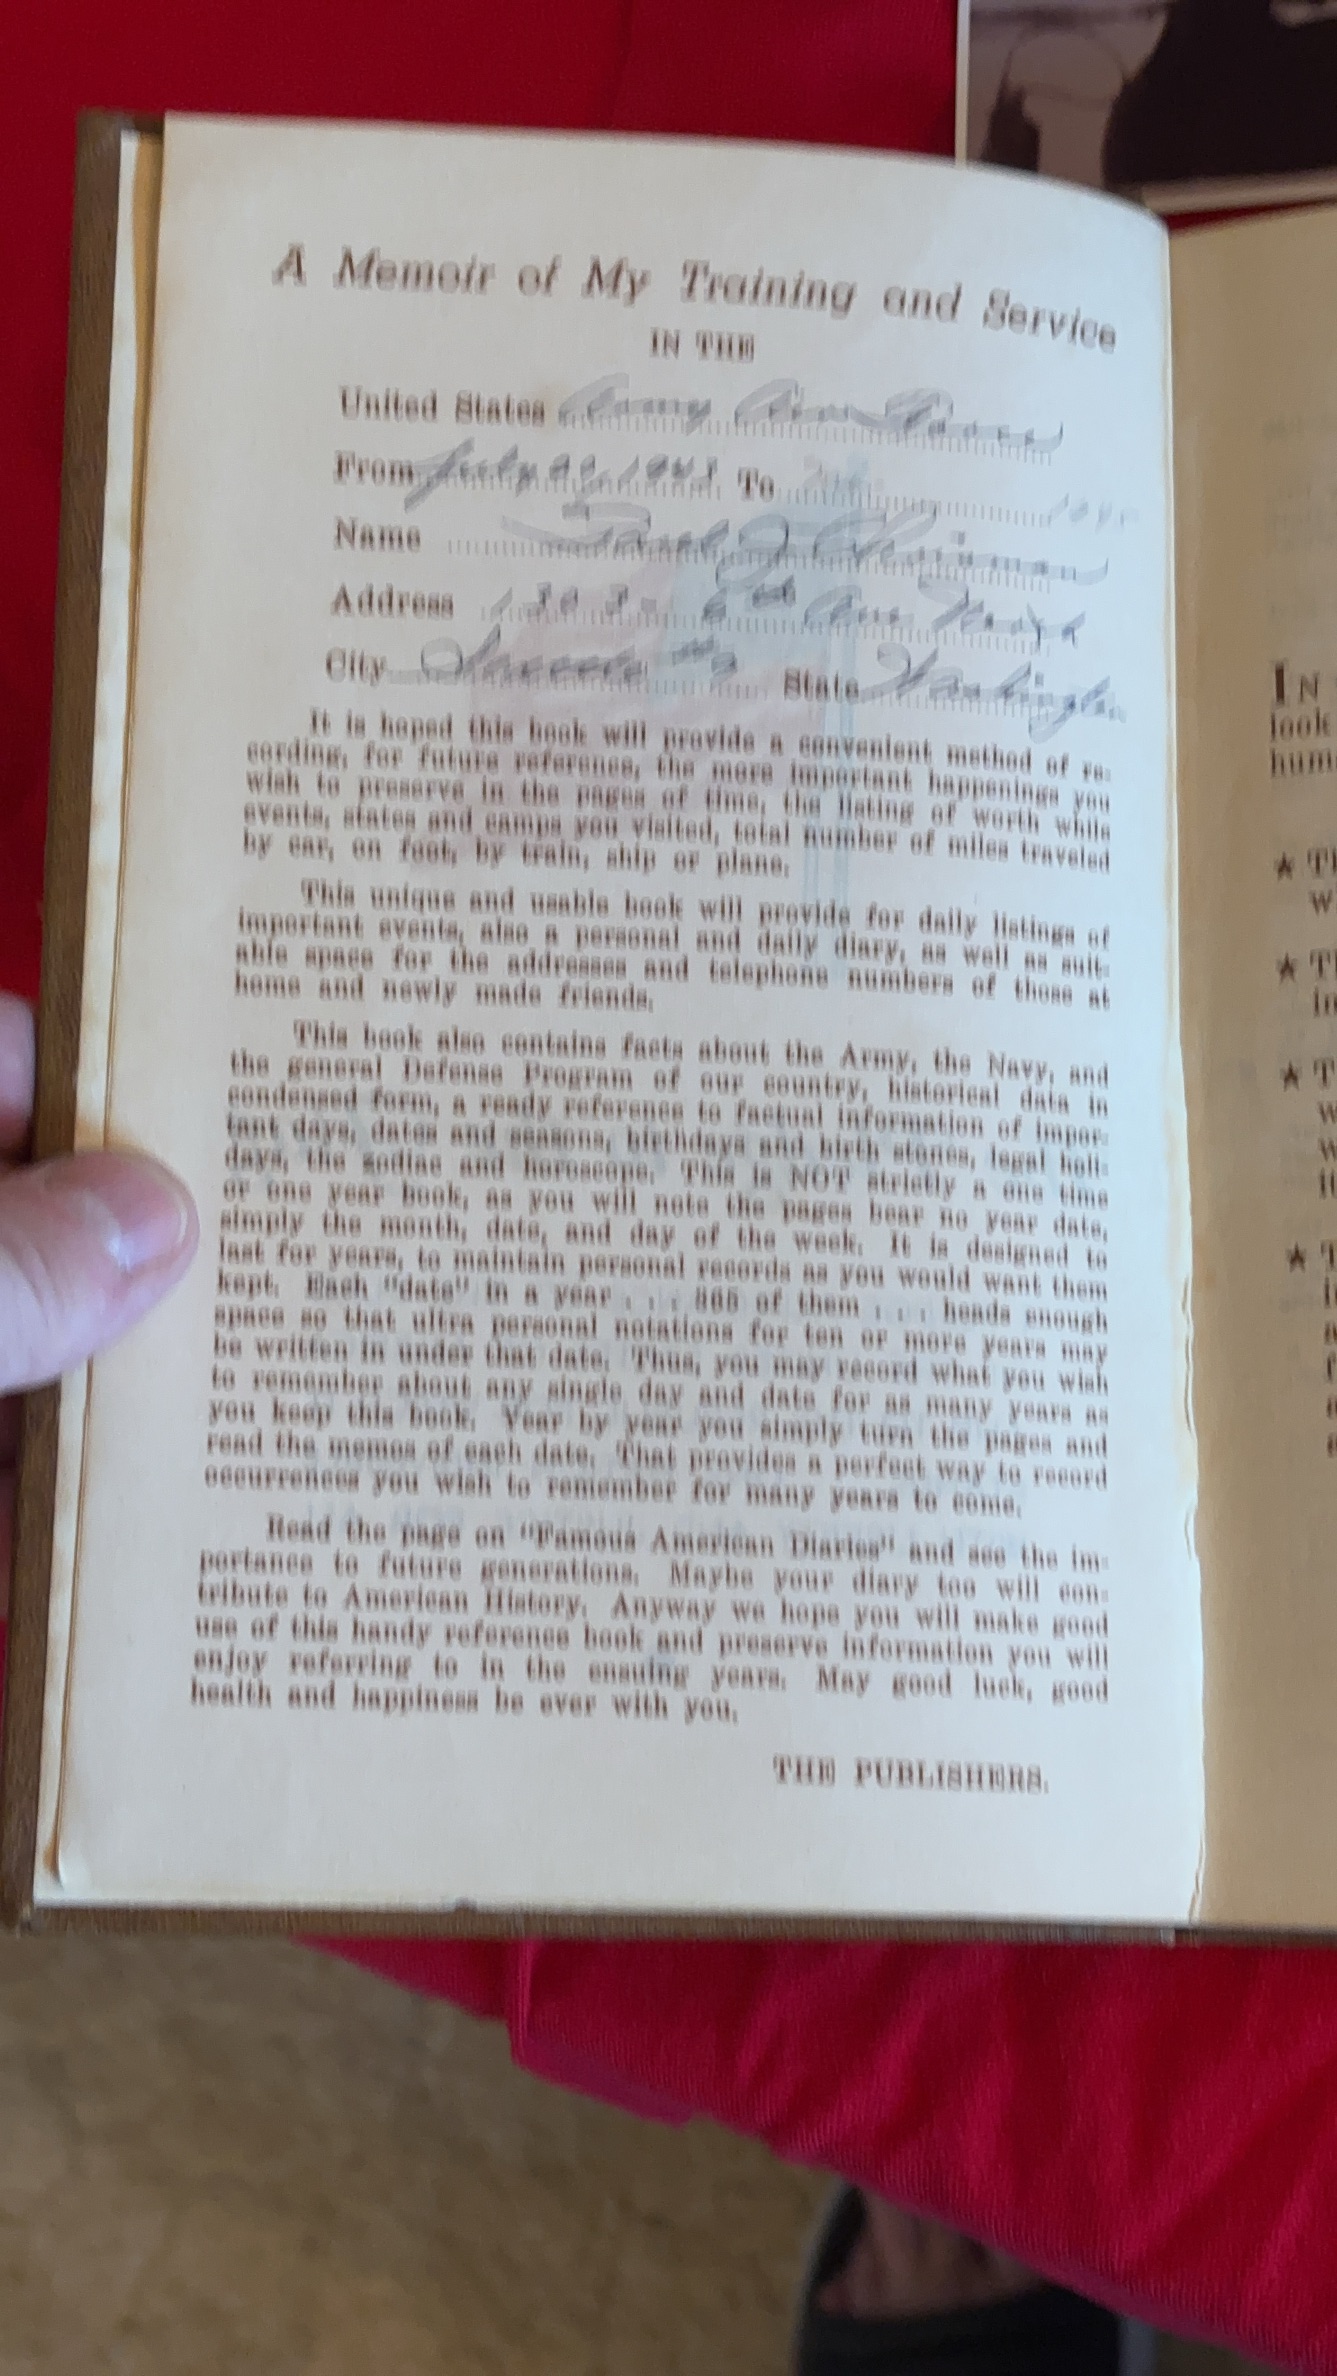 A Memoir of My Training and Service
IN THE
United States Army Air Forces
From July 1943 To
Name
Address 6th Ave
City State Washington
It is hoped this book will provide a convenient method of re-
cording, for future reference, the more important happenings you
wish to preserve in the pages of time, the listing of worth while
events, states and camps you visited, total number of miles traveled
by car, on foot, by train, ship or plane.
This unique and usable book will provide for daily listings of
important events, also a personal and daily diary, as well as suit-
able space for the addresses and telephone numbers of those at
home and newly made friends.
This book also contains facts about the Army, the Navy, and
the general Defense Program of our country, historical data in
condensed form, a ready reference to factual information of impor-
tant days, dates and seasons, birthdays and birth stones, legal holi-
days, the zodiac and horoscope. This is NOT strictly a one time
or one year book, as you will note the pages bear no year date,
simply the month, date, and day of the week. It is designed to
last for years, to maintain personal records as you would want them
kept. Each "date" in a year . . . 365 of them . . . heads enough
space so that ultra personal notations for ten or more years may
be written in under that date. Thus, you may record what you wish
to remember about any single day and date for as many years as
you keep this book. Year by year you simply turn the pages and
read the memos of each date. That provides a perfect way to record
occurrences you wish to remember for many years to come.
Read the page on "Famous American Diaries" and see the im-
portance to future generations. Maybe your diary too will con-
tribute to American History. Anyway we hope you will make good
use of this handy reference book and preserve information you will
enjoy referring to in the ensuing years. May good luck, good
health and happiness be ever with you.
THE PUBLISHERS.
IN
look
hum
★ Th
w
★ Th
in
★ T
w
w
it
★ T